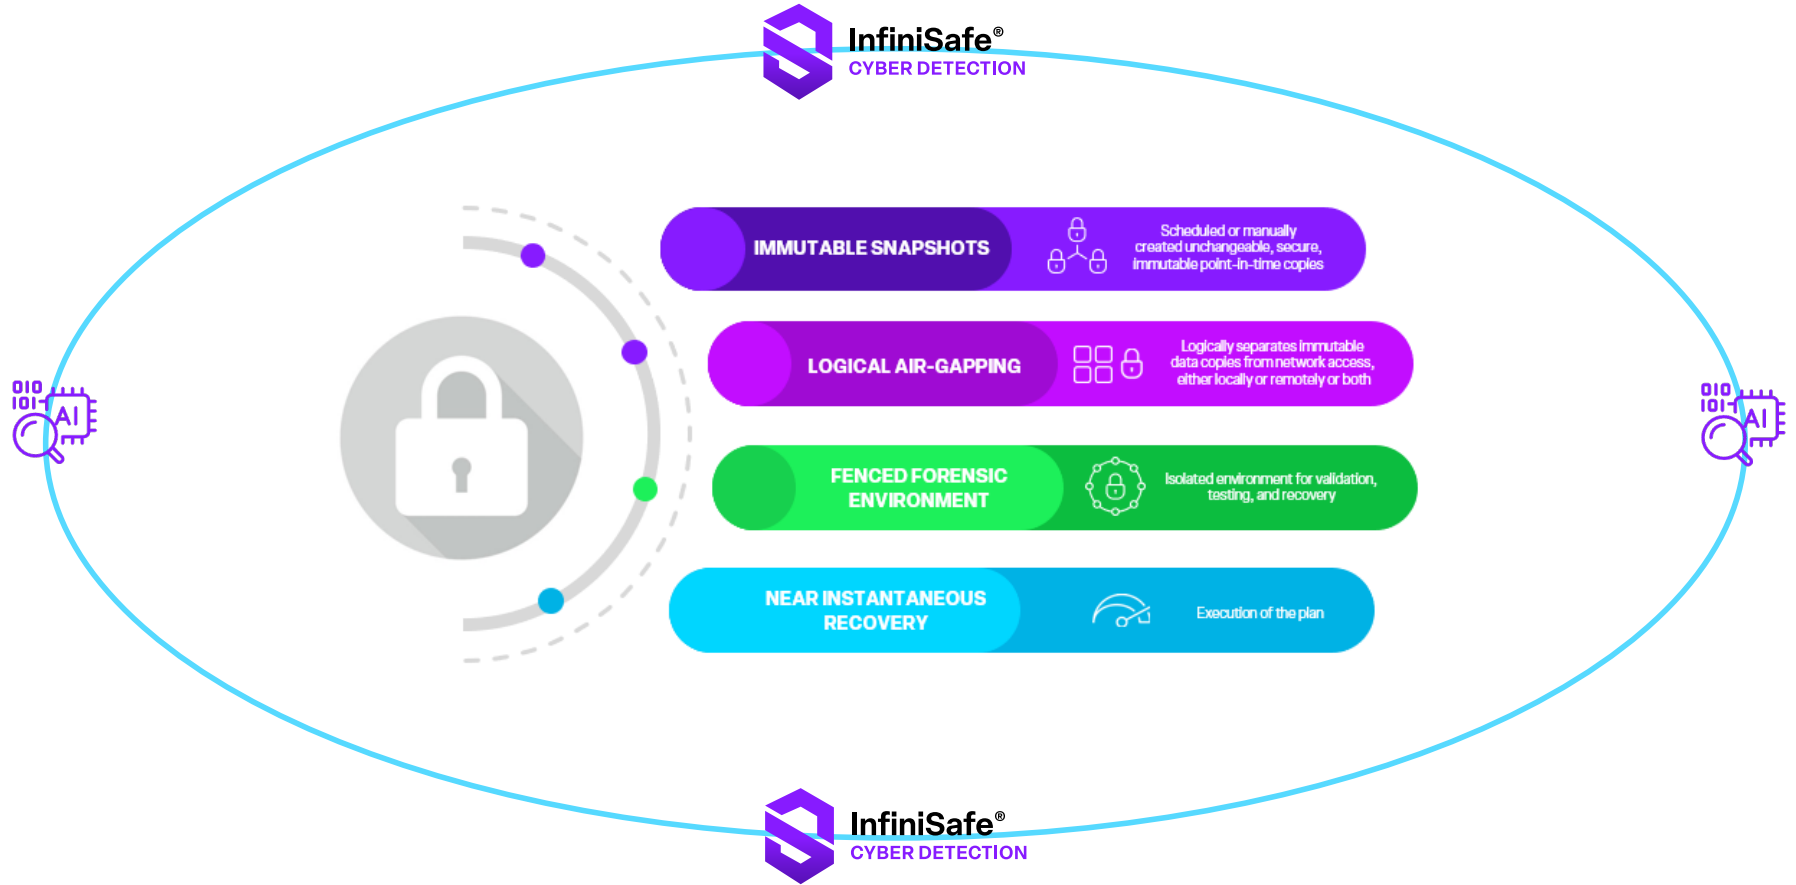 InfiniSafe®
CYBER DETECTION
IMMUTABLE SNAPSHOTS
Scheduled or manually
created unchangeable, secure,
immutable point-in-time copies
LOGICAL AIR-GAPPING
Logically separates immutable
data copies from network access,
either locally or remotely or both
010
101
AI
010
101
AI
FENCED FORENSIC
ENVIRONMENT
Isolated environment for validation,
testing, and recovery
NEAR INSTANTANEOUS
RECOVERY
Execution of the plan
InfiniSafe®
CYBER DETECTION